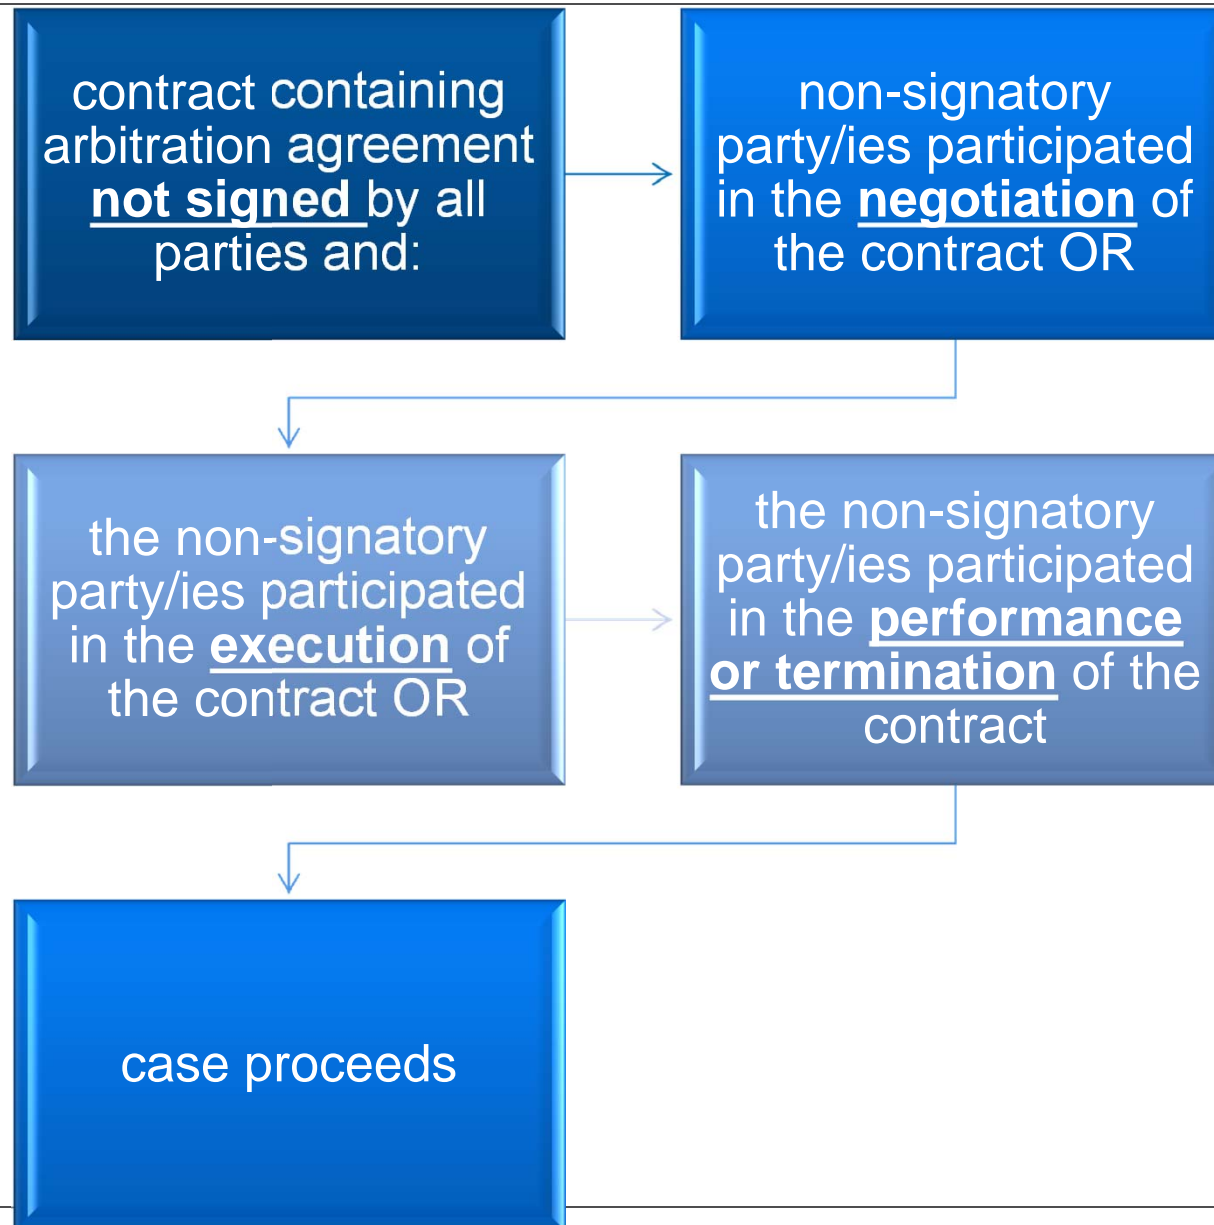 contract containing
arbitration agreement
not signed by all
parties and:
non-signatory
party/ies participated
in the negotiation of
the contract OR
the non-signatory
party/ies participated
in the execution of
the contract OR
the non-signatory
party/ies participated
in the performance
or termination of the
contract
case proceeds